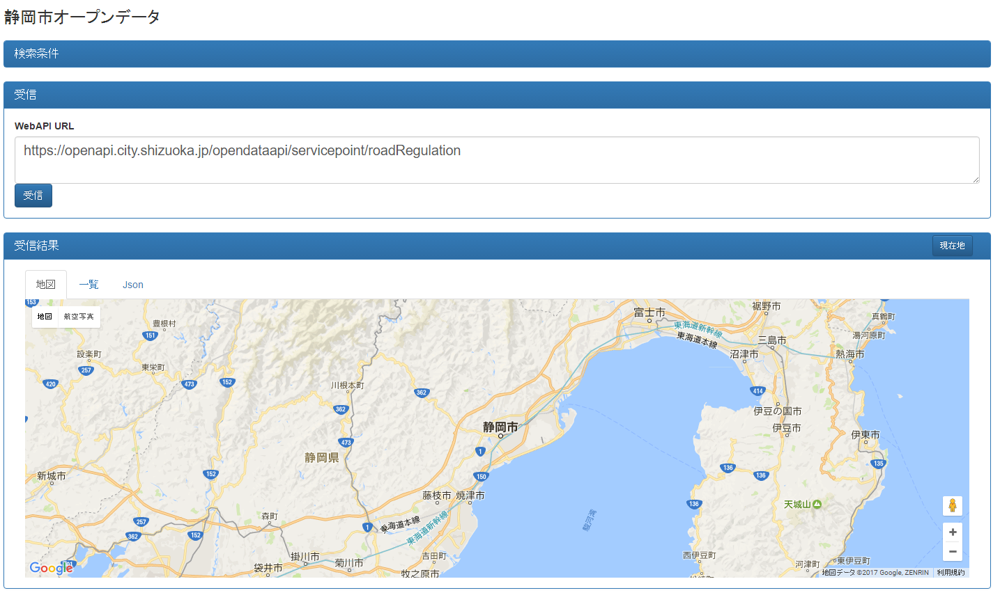 静岡市オープンデータ
検索条件
受信
WebAPI URL
https://openapi.city.shizuoka.jp/opendataapi/servicepoint/roadRegulation
受信
受信結果
現在地
地図
一覧
Json
153
地図
航空写真
豊根村
151
設楽町
257
東栄町
420
473
152
川根本町
362
362
473
静岡県
静岡市
1
150
富士市
東海道新幹線
東海道本線
裾野市
三島市
沼津市
真鶴町
湯河原町
熱海市
414
伊豆の国市
伊豆市
伊東市
135
136
136
136
天城山
駿河湾
新城市
152
藤枝市
焼津市
森町
257
362
152
1
東海道本線
東海道新幹線
掛川市
袋井市
菊川市
吉田町
牧之原市
西伊豆町
河津町
東伊豆町
Google
地図データ ©2017 Google, ZENRIN
利用規約